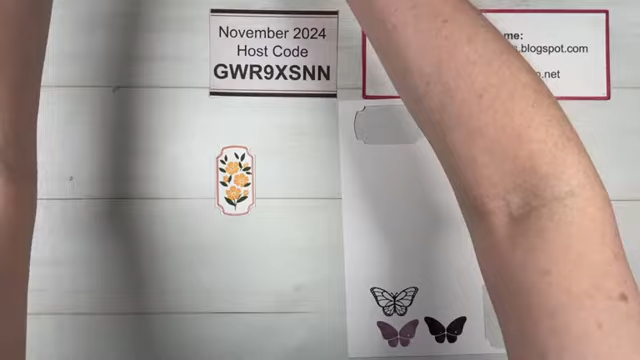 November 2024
Host Code
GWR9XSNN
me:
.blogspot.com
.net